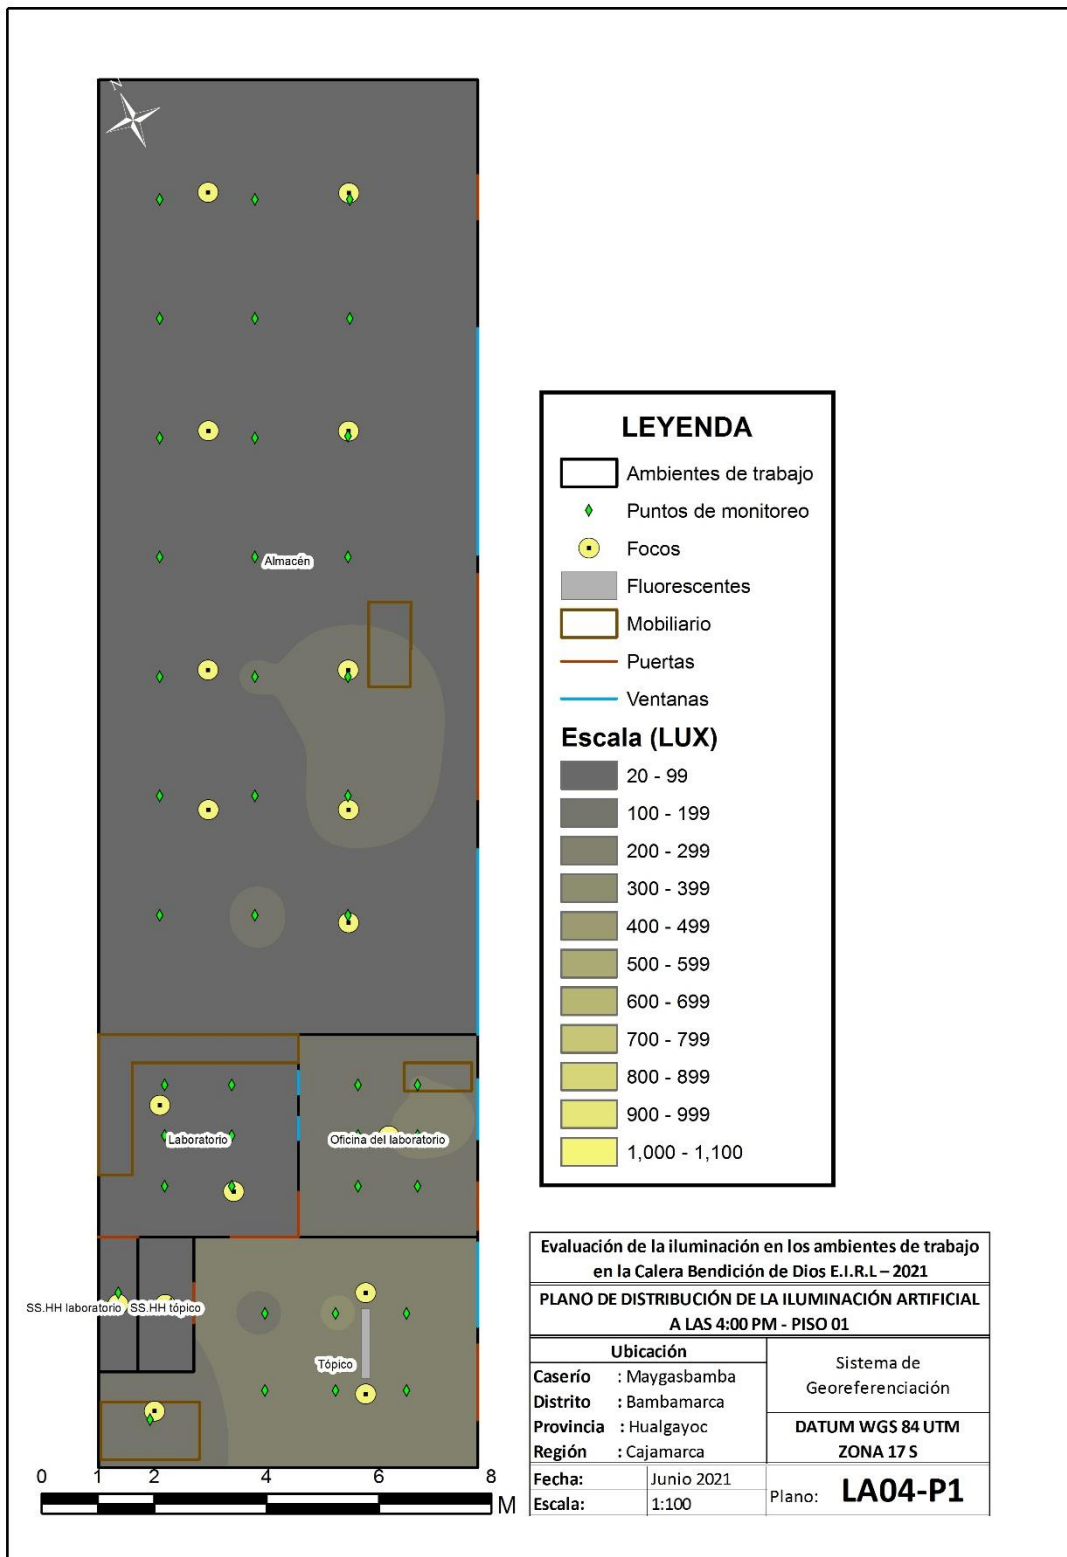 N
Almacén
Laboratorio
Oficina del laboratorio
SS.HH laboratorio
SS.HH tópico
Tópico
0 1 2 4 6 8
M
LEYENDA
Ambientes de trabajo
Puntos de monitoreo
Focos
Fluorescentes
Mobiliario
Puertas
Ventanas
Escala (LUX)
20 - 99
100 - 199
200 - 299
300 - 399
400 - 499
500 - 599
600 - 699
700 - 799
800 - 899
900 - 999
1,000 - 1,100
Evaluación de la iluminación en los ambientes de trabajo
en la Calera Bendición de Dios E.I.R.L – 2021
PLANO DE DISTRIBUCIÓN DE LA ILUMINACIÓN ARTIFICIAL
A LAS 4:00 PM - PISO 01
Ubicación
Caserío : Maygasbamba
Distrito : Bambamarca
Provincia : Hualgayoc
Región : Cajamarca
Sistema de
Georeferenciación
DATUM WGS 84 UTM
ZONA 17 S
Fecha: Junio 2021
Escala: 1:100
Plano: LA04-P1